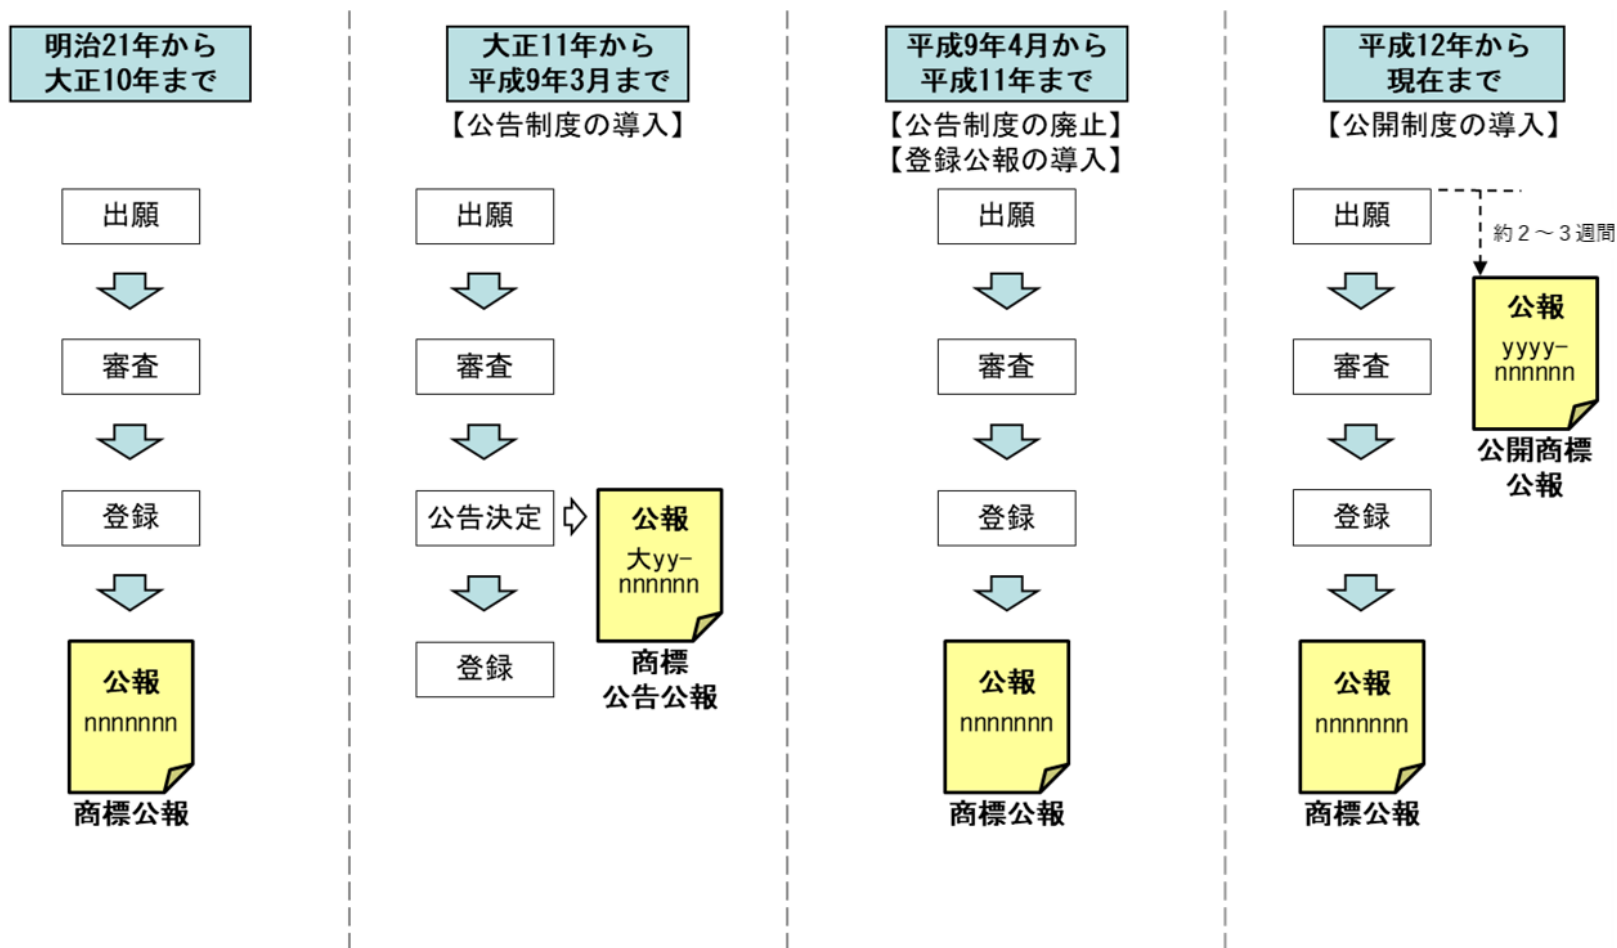 明治21年から
大正10年まで
出願
審査
登録
公報
nnnnnnn
商標公報
大正11年から
平成9年3月まで
【公告制度の導入】
出願
審査
公告決定
公報
大yy-
nnnnnn
商標
公告公報
登録
平成9年4月から
平成11年まで
【公告制度の廃止】
【登録公報の導入】
出願
審査
登録
公報
nnnnnnn
商標公報
平成12年から
現在まで
【公開制度の導入】
出願
約２～３週間
公報
yyyy-
nnnnnn
公開商標
公報
審査
登録
公報
nnnnnnn
商標公報